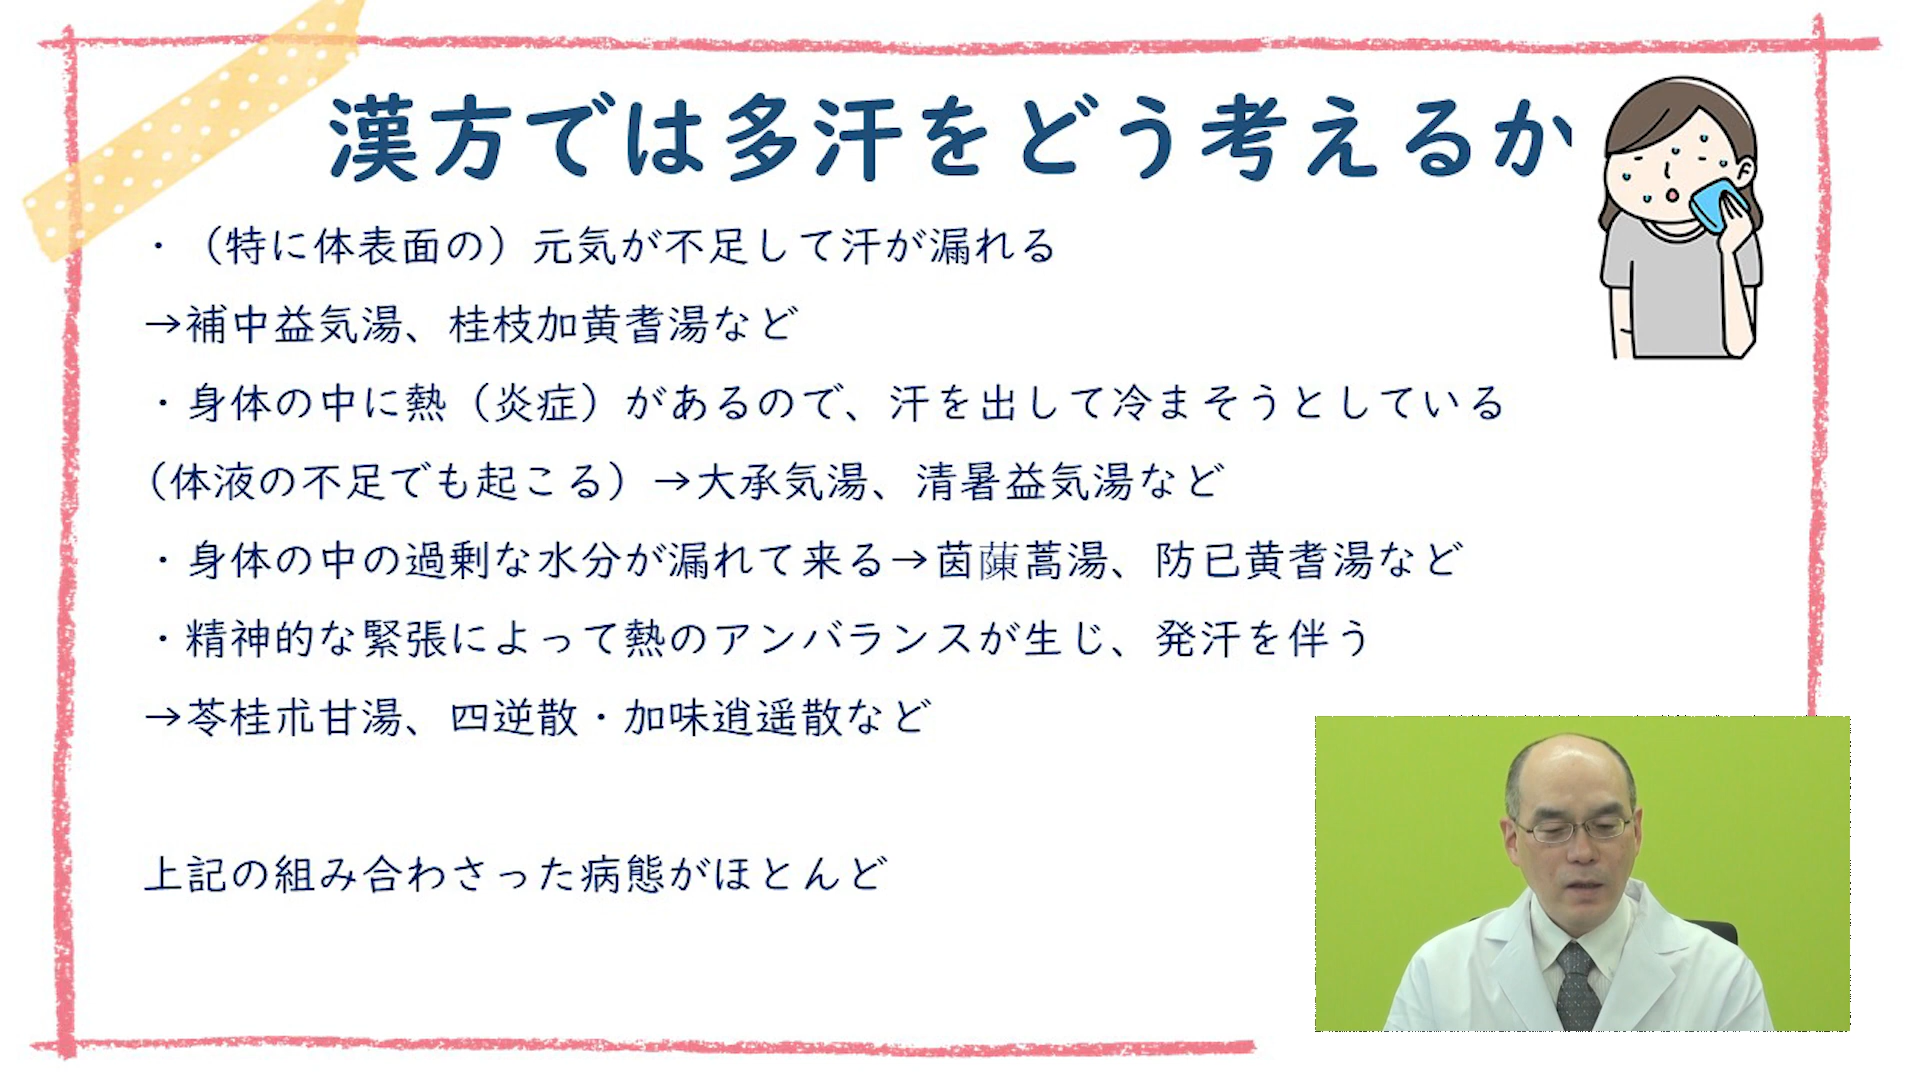 漢方では多汗をどう考えるか
・（特に体表面の）元気が不足して汗が漏れる
→補中益気湯、桂枝加黄耆湯など
・身体の中に熱（炎症）があるので、汗を出して冷まそうとしている
（体液の不足でも起こる）→大承気湯、清暑益気湯など
・身体の中の過剰な水分が漏れて来る→茵蔯蒿湯、防已黄耆湯など
・精神的な緊張によって熱のアンバランスが生じ、発汗を伴う
→苓桂朮甘湯、四逆散・加味逍遥散など
上記の組み合わさった病態がほとんど